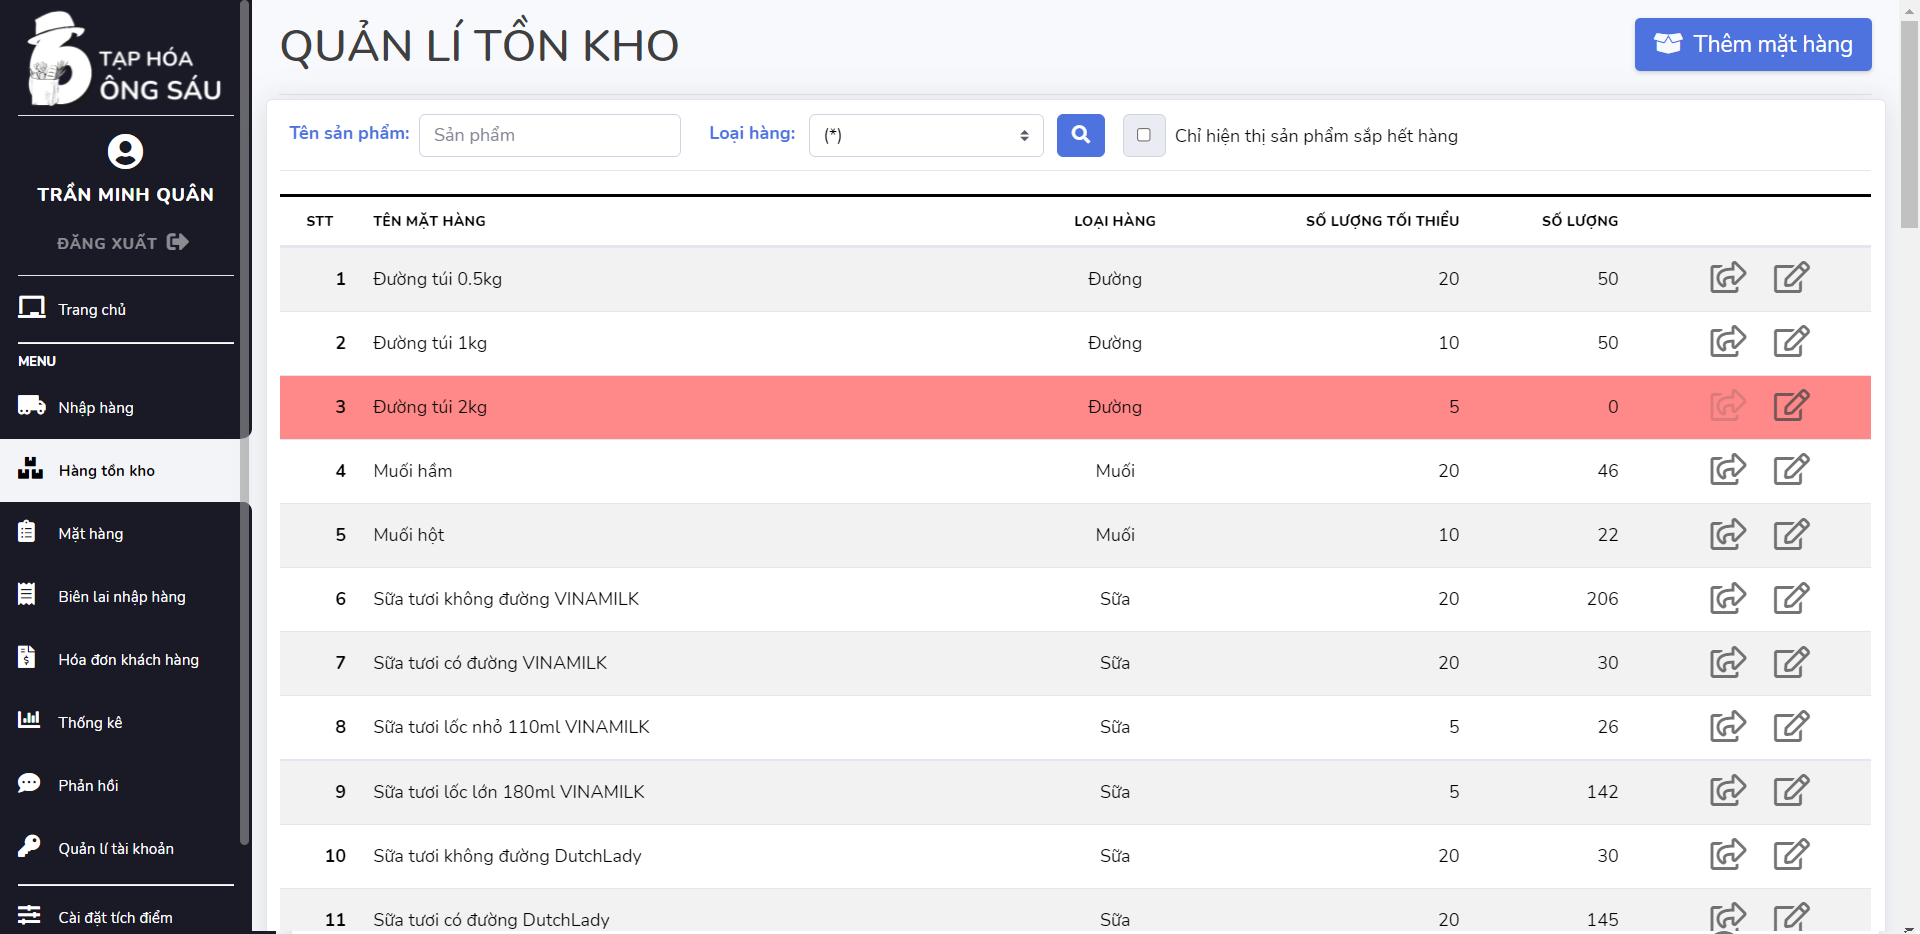 TẠP HÓA
ÔNG SÁU
TRẦN MINH QUÂN
ĐĂNG XUẤT
Trang chủ
MENU
Nhập hàng
Hàng tồn kho
Mặt hàng
Biên lai nhập hàng
Hóa đơn khách hàng
Thống kê
Phản hồi
Quản lí tài khoản
Cài đặt tích điểm
QUẢN LÍ TỒN KHO
Thêm mặt hàng
Tên sản phẩm: Sản phẩm Loại hàng: (*) Chỉ hiện thị sản phẩm sắp hết hàng
STT TÊN MẶT HÀNG LOẠI HÀNG SỐ LƯỢNG TỐI THIỂU SỐ LƯỢNG
1 Đường túi 0.5kg Đường 20 50
2 Đường túi 1kg Đường 10 50
3 Đường túi 2kg Đường 5 0
4 Muối hầm Muối 20 46
5 Muối hột Muối 10 22
6 Sữa tươi không đường VINAMILK Sữa 20 206
7 Sữa tươi có đường VINAMILK Sữa 20 30
8 Sữa tươi lốc nhỏ 110ml VINAMILK Sữa 5 26
9 Sữa tươi lốc lớn 180ml VINAMILK Sữa 5 142
10 Sữa tươi không đường DutchLady Sữa 20 30
11 Sữa tươi có đường DutchLady Sữa 20 145